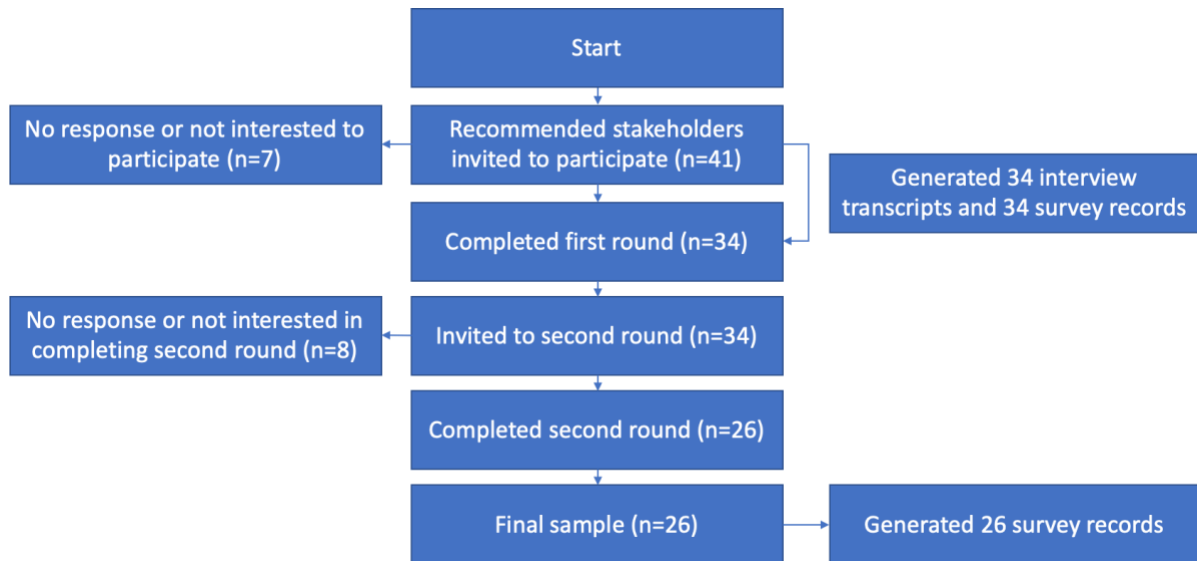 Start
No response or not interested to
participate (n=7)
Recommended stakeholders
invited to participate (n=41)
Generated 34 interview
transcripts and 34 survey records
Completed first round (n=34)
No response or not interested in
completing second round (n=8)
Invited to second round (n=34)
Completed second round (n=26)
Final sample (n=26)
Generated 26 survey records